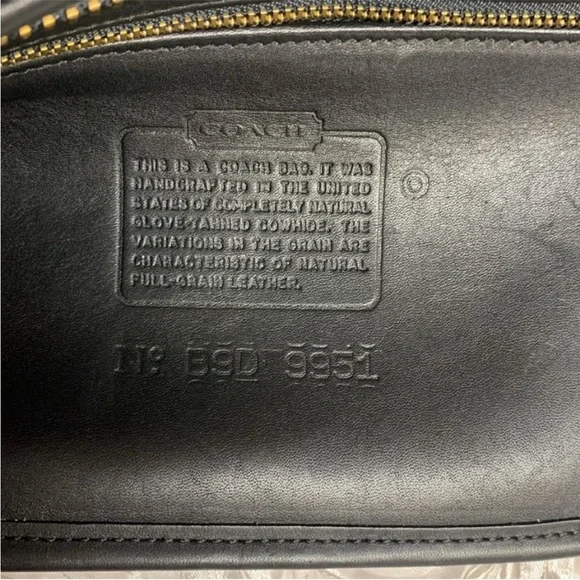 COACH
THIS IS A COACH BAG. IT WAS
HANDCRAFTED IN THE UNITED
STATES OF COMPLETELY NATURAL
GLOVE-TANNED COWHIDE. THE
VARIATIONS IN THE GRAIN ARE
CHARACTERISTIC OF NATURAL
FULL-GRAIN LEATHER.
©
Nº B9D 9951